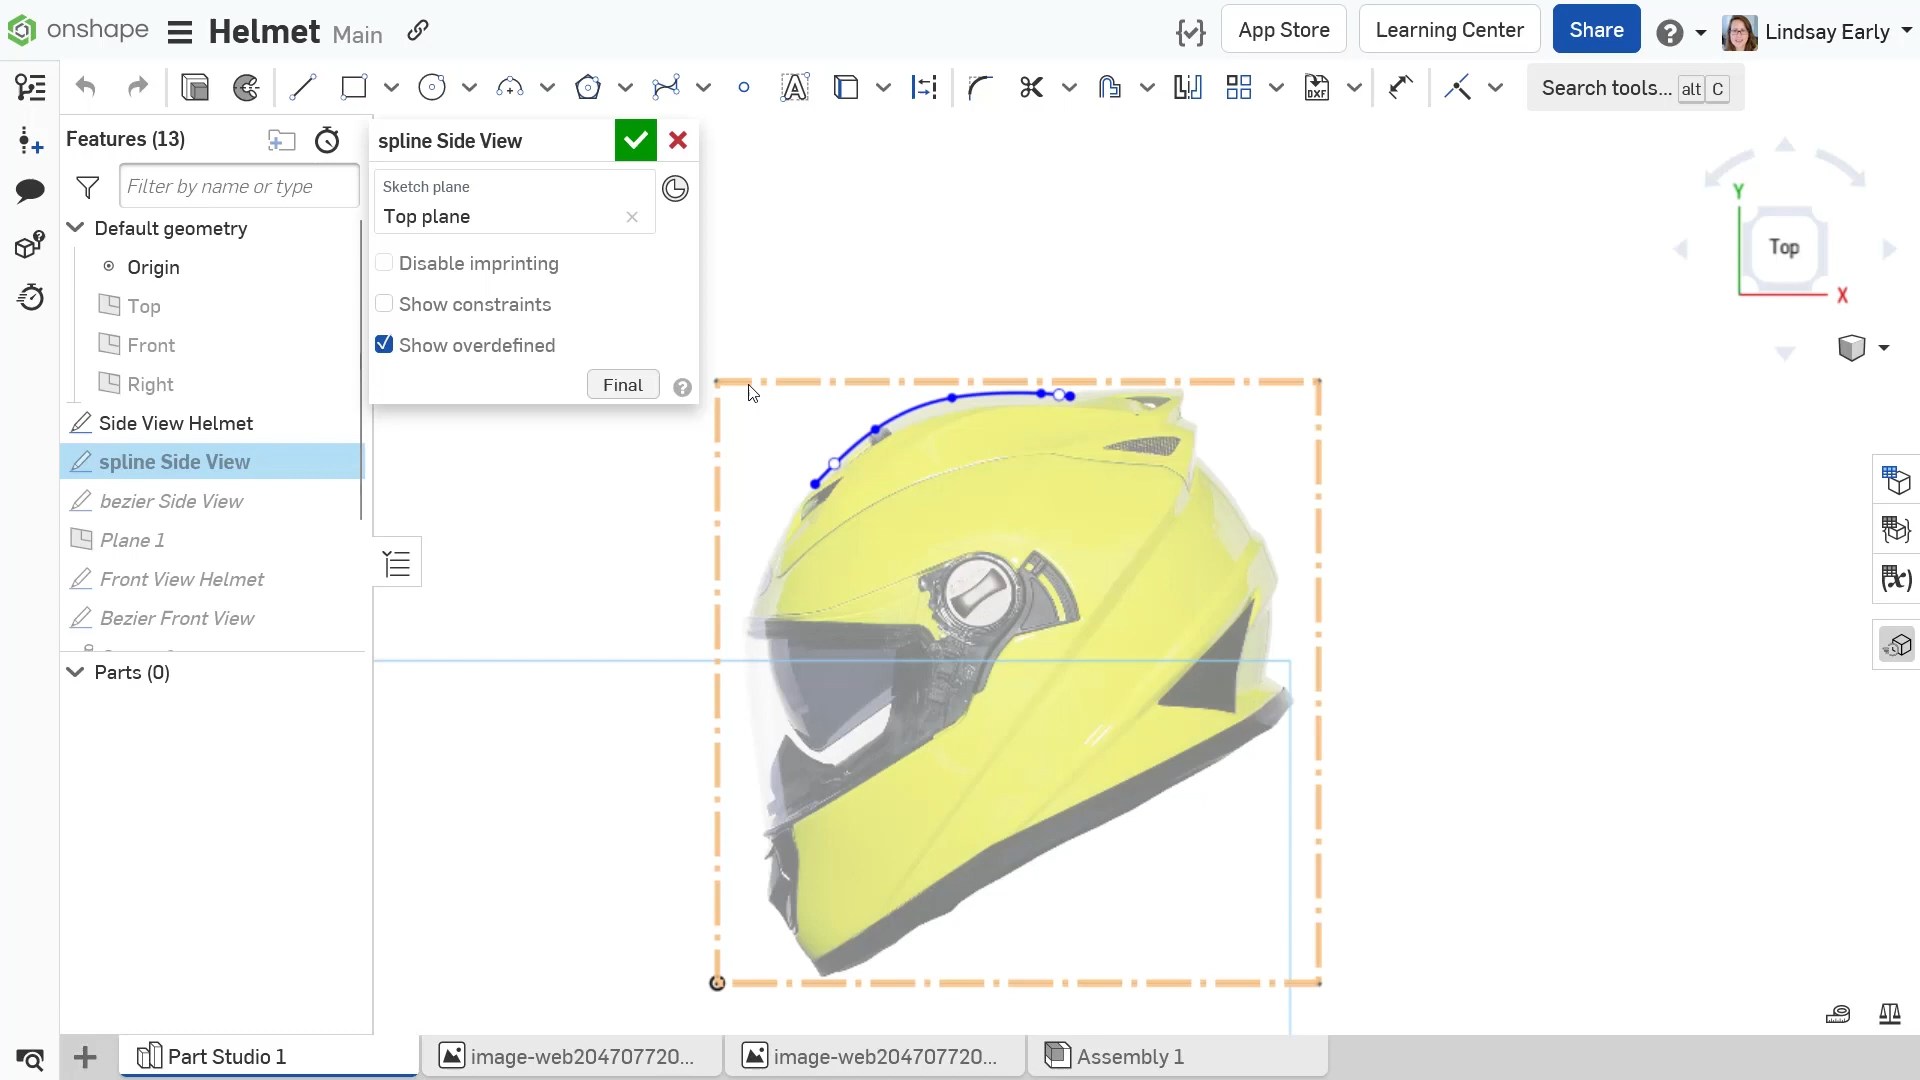 onshape Helmet Main App Store Learning Center Share Lindsay Early
DXF Search tools... alt C
Features (13)
Filter by name or type
Default geometry
Origin
Top
Front
Right
Side View Helmet
spline Side View
bezier Side View
Plane 1
Front View Helmet
Bezier Front View
Parts (0)
spline Side View
Sketch plane
Top plane
Disable imprinting
Show constraints
Show overdefined
Final
Y
Top
X
(x)
Part Studio 1 image-web204707720... image-web204707720... Assembly 1